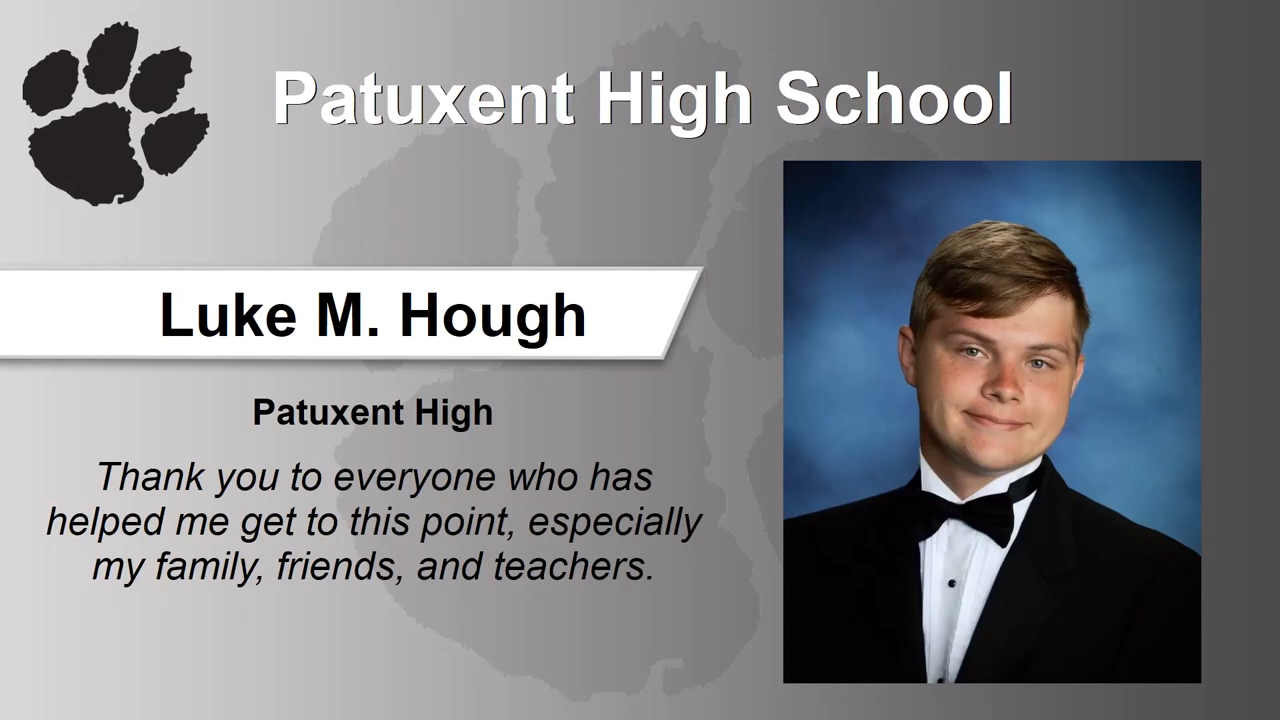 Patuxent High School
Luke M. Hough
Patuxent High
Thank you to everyone who has
helped me get to this point, especially
my family, friends, and teachers.